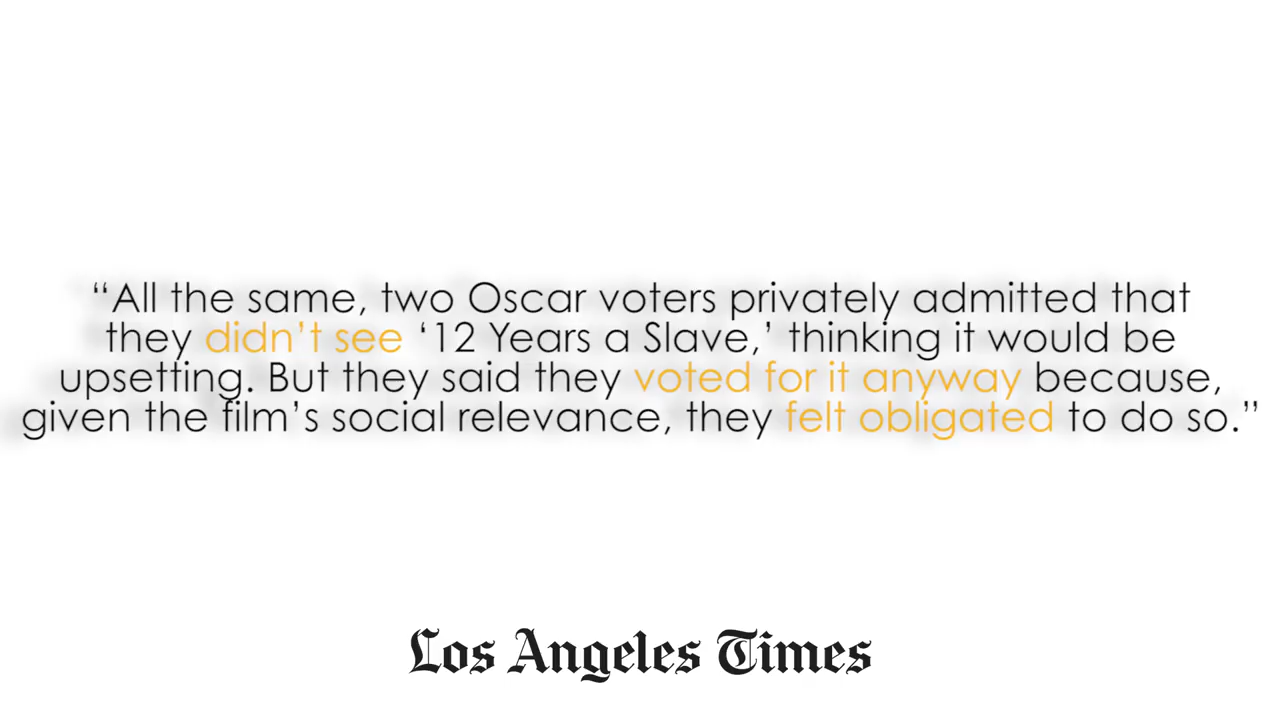 “All the same, two Oscar voters privately admitted that
they didn’t see ‘12 Years a Slave,’ thinking it would be
upsetting. But they said they voted for it anyway because,
given the film’s social relevance, they felt obligated to do so.”
Los Angeles Times